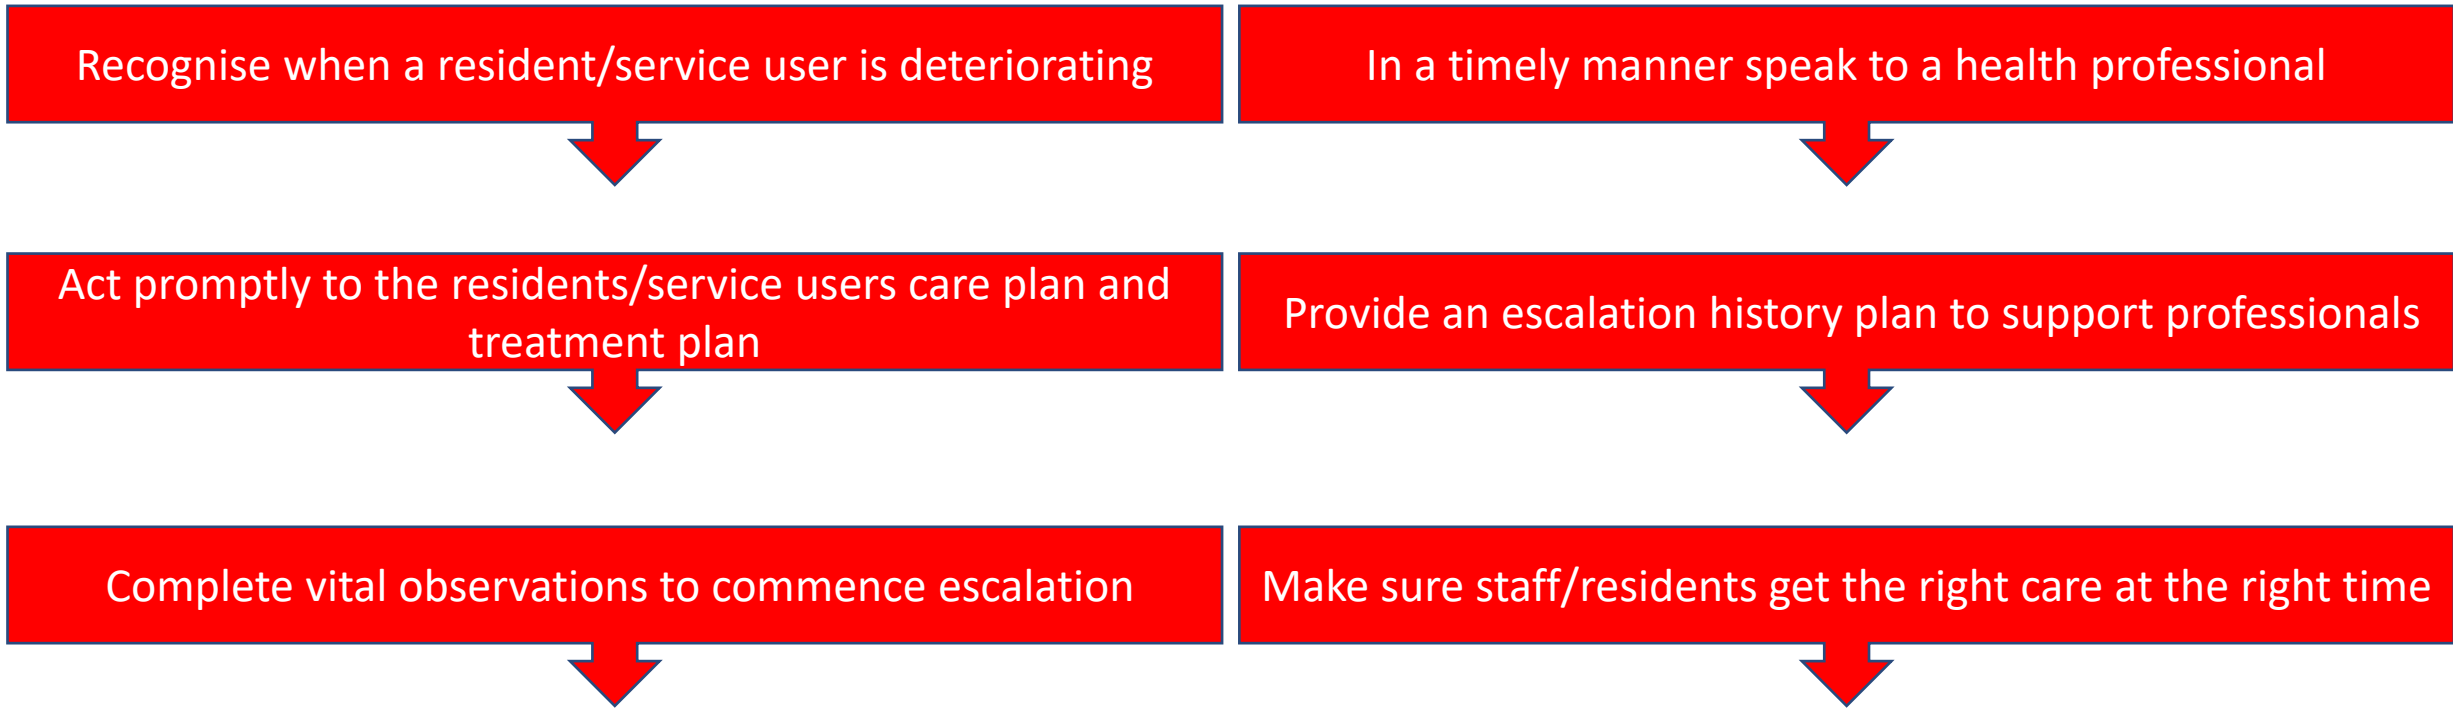 Recognise when a resident/service user is deteriorating
In a timely manner speak to a health professional
Act promptly to the residents/service users care plan and
treatment plan
Provide an escalation history plan to support professionals
Complete vital observations to commence escalation
Make sure staff/residents get the right care at the right time